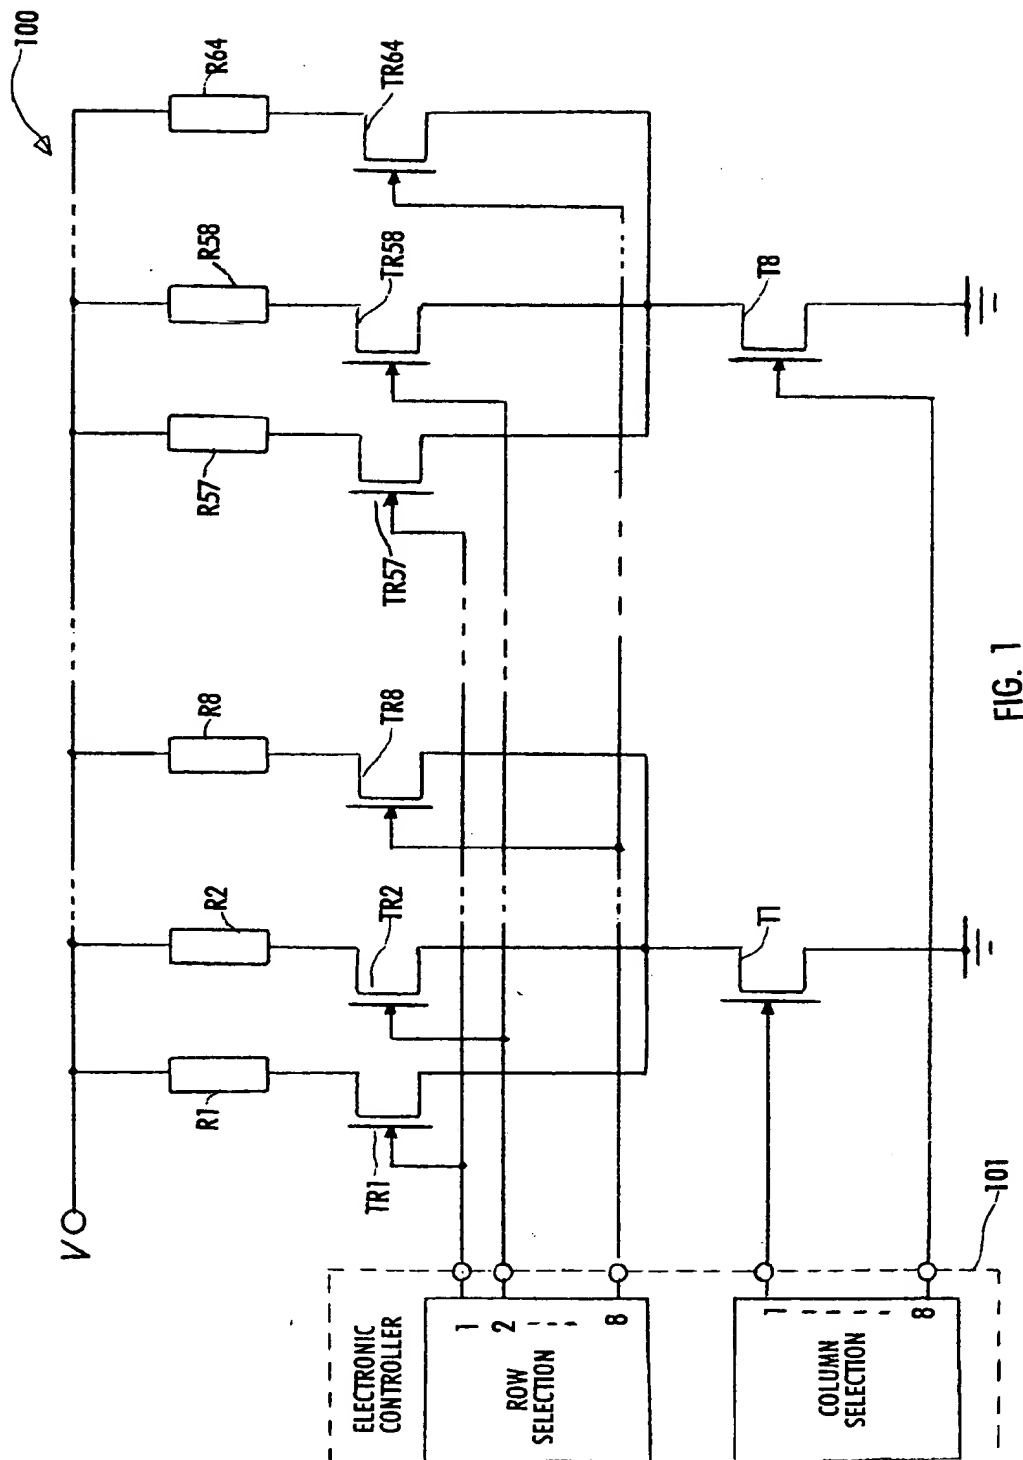 100
V
R1
R2
R8
R57
R58
R64
TR1
TR2
TR8
TR57
TR58
TR64
T1
T8
ELECTRONIC
CONTROLLER
ROW
SELECTION
1
2
8
COLUMN
SELECTION
1
8
101
FIG. 1